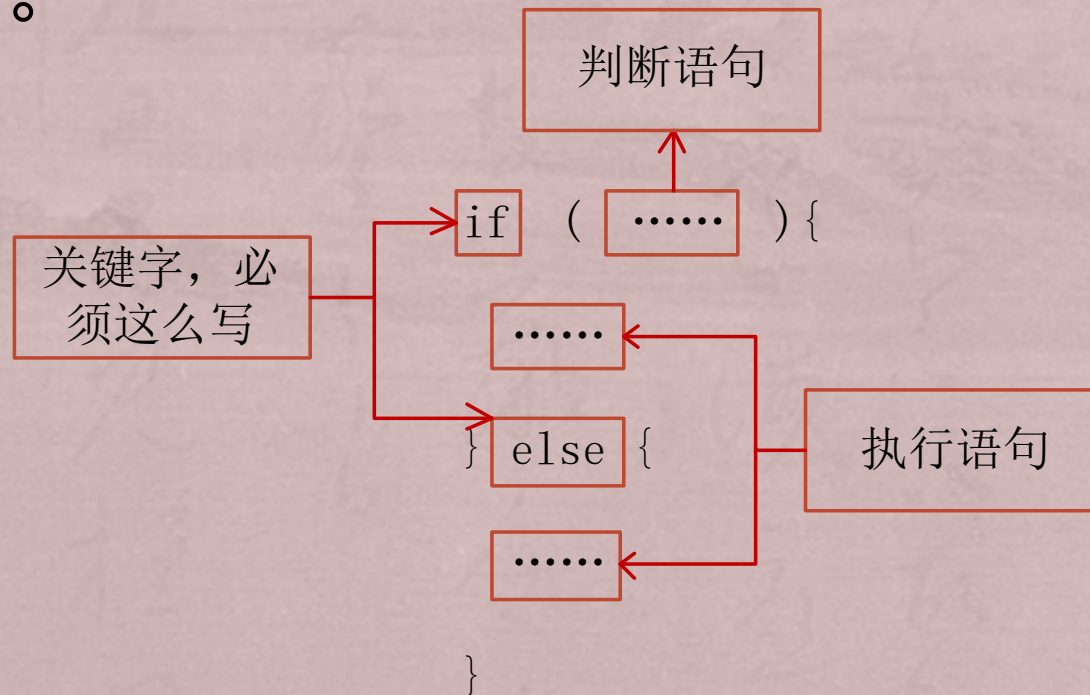 。
判断语句
if ( …… ){
关键字，必
须这么写
……
} else {
执行语句
……
}